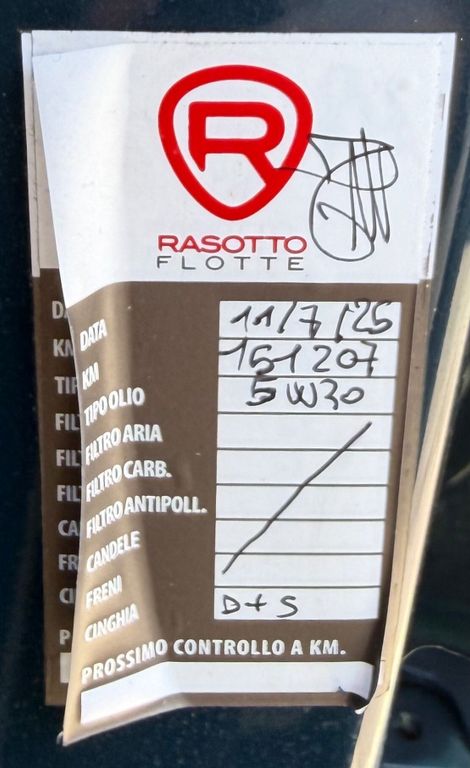 RASOTTO
FLOTTE
DATA 11/7/25
KM 151207
TIPO OLIO 5W30
FILTRO ARIA
FILTRO CARB.
FILTRO ANTIPOLL.
CANDELE
FRENI
CINGHIA D+S
PROSSIMO CONTROLLO A KM.